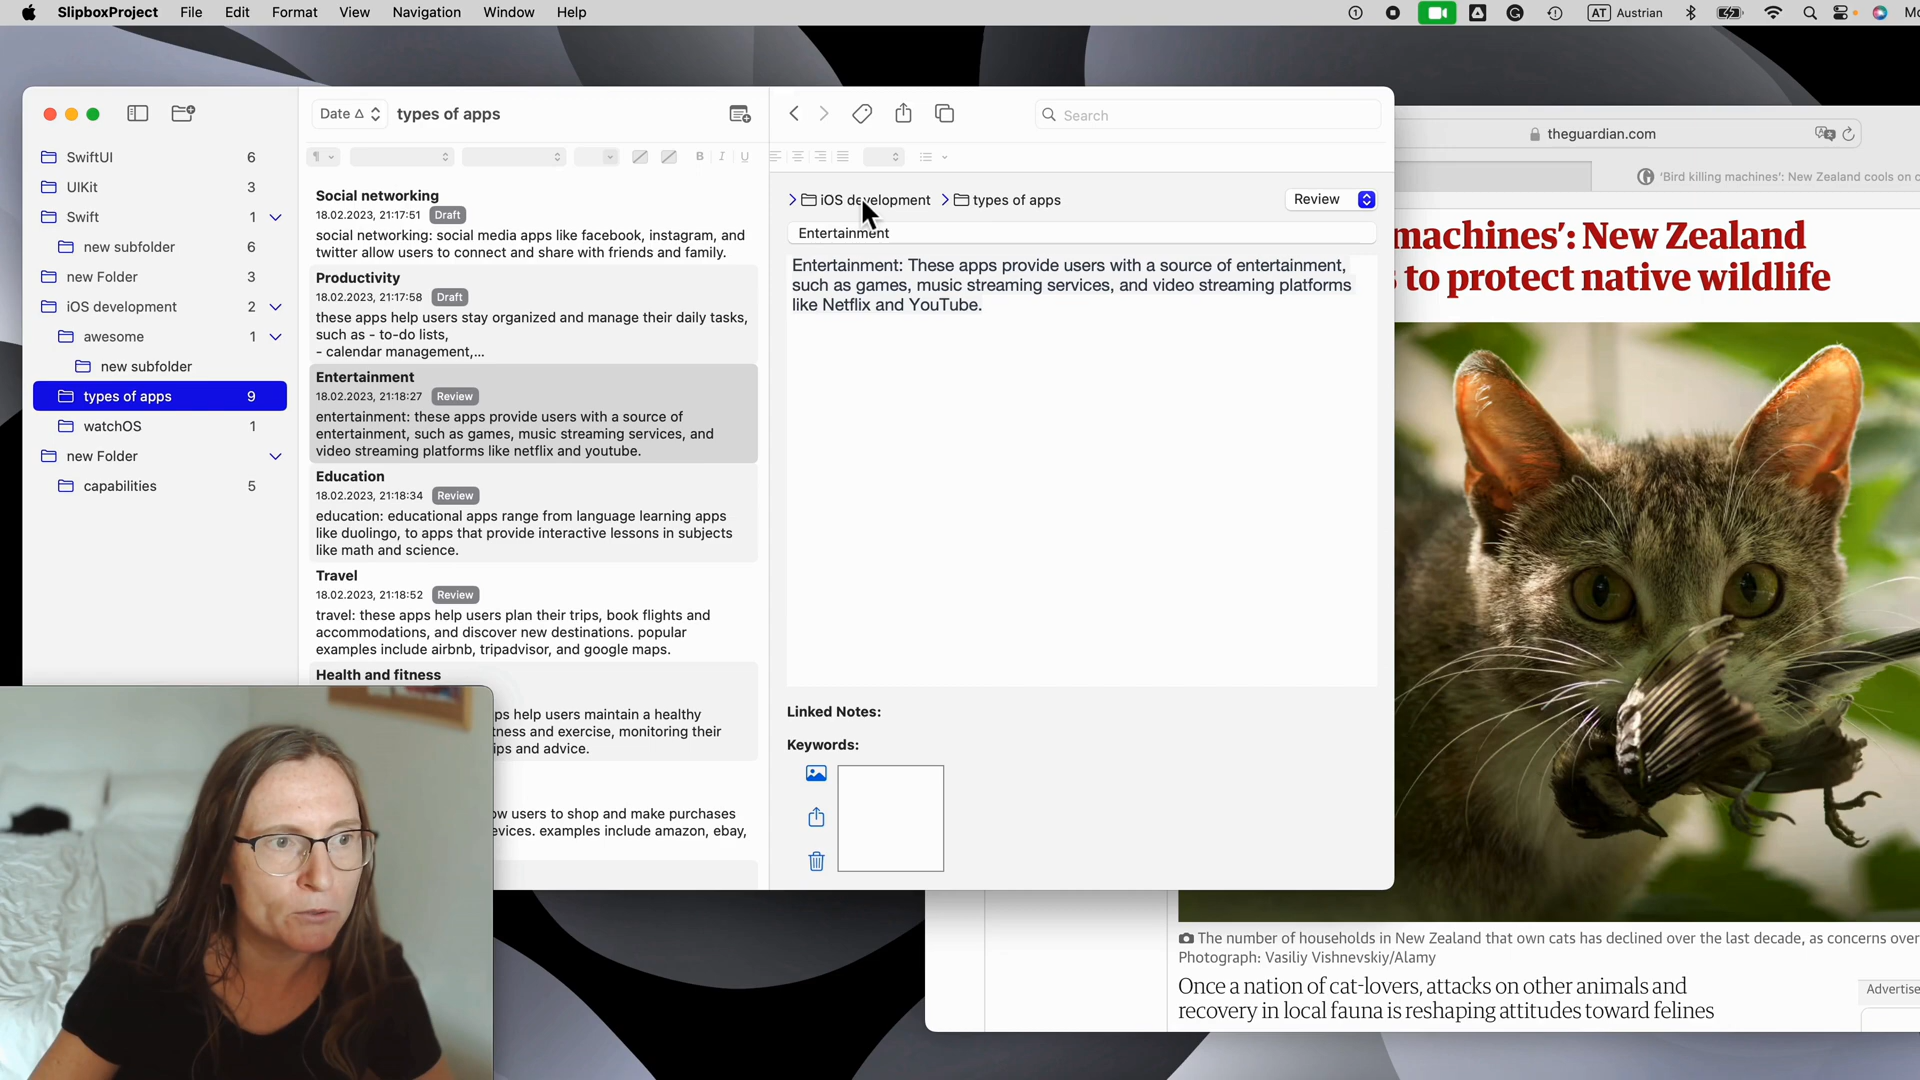 SlipboxProject File Edit Format View Navigation Window Help
AT Austrian
Date types of apps
Search
SwiftUI 6
UIKit 3
Swift 1
new subfolder 6
new Folder 3
iOS development 2
awesome 1
new subfolder
types of apps 9
watchOS 1
new Folder
capabilities 5
B I U
Social networking
18.02.2023, 21:17:51 Draft
social networking: social media apps like facebook, instagram, and
twitter allow users to connect and share with friends and family.
Productivity
18.02.2023, 21:17:58 Draft
these apps help users stay organized and manage their daily tasks,
such as - to-do lists,
- calendar management,...
Entertainment
18.02.2023, 21:18:27 Review
entertainment: these apps provide users with a source of
entertainment, such as games, music streaming services, and
video streaming platforms like netflix and youtube.
Education
18.02.2023, 21:18:34 Review
education: educational apps range from language learning apps
like duolingo, to apps that provide interactive lessons in subjects
like math and science.
Travel
18.02.2023, 21:18:52 Review
travel: these apps help users plan their trips, book flights and
accommodations, and discover new destinations. popular
examples include airbnb, tripadvisor, and google maps.
Health and fitness
ps help users maintain a healthy
tness and exercise, monitoring their
ips and advice.
ow users to shop and make purchases
evices. examples include amazon, ebay,
iOS development types of apps
Review
Entertainment
Entertainment: These apps provide users with a source of entertainment,
such as games, music streaming services, and video streaming platforms
like Netflix and YouTube.
Linked Notes:
Keywords:
theguardian.com
'Bird killing machines': New Zealand cools on c
machines': New Zealand
to protect native wildlife
The number of households in New Zealand that own cats has declined over the last decade, as concerns over
Photograph: Vasiliy Vishnevskiy/Alamy
Once a nation of cat-lovers, attacks on other animals and
recovery in local fauna is reshaping attitudes toward felines
Advertise